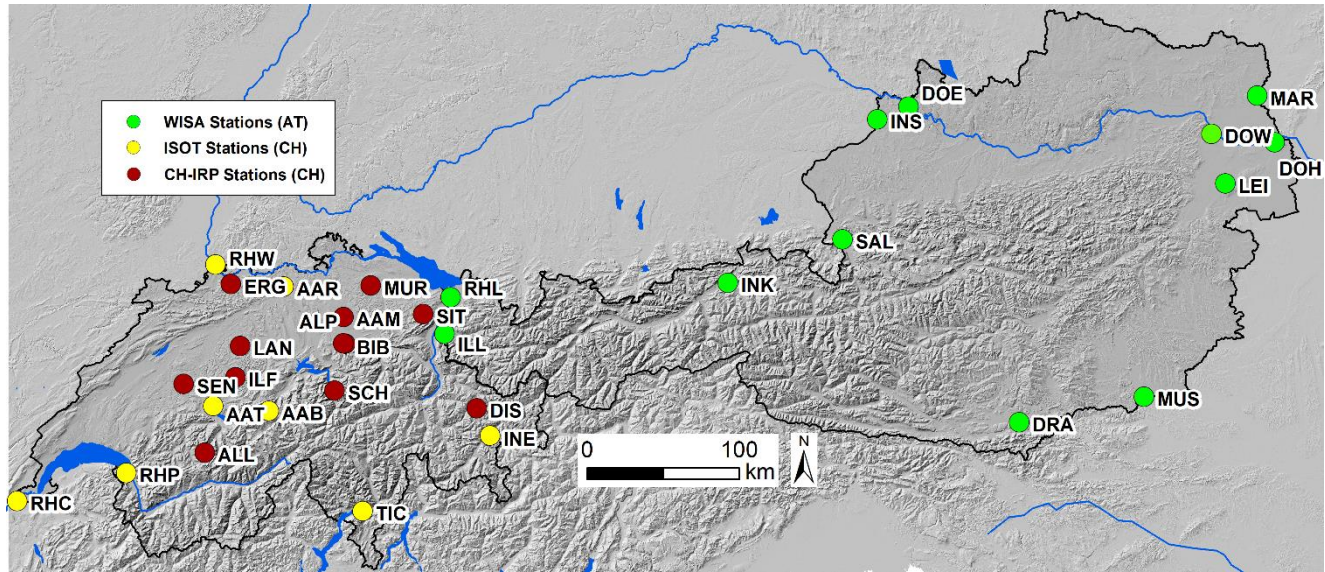 WISA Stations (AT)
ISOT Stations (CH)
CH-IRP Stations (CH)
DOE
INS
MAR
DOW
DOH
LEI
SAL
RHW
ERG
AAR
MUR
RHL
INK
ALP
AAM
SIT
ILL
LAN
BIB
SEN
ILF
SCH
AAT
AAB
DIS
MUS
DRA
INE
ALL
RHP
RHC
TIC
0 100
km
N